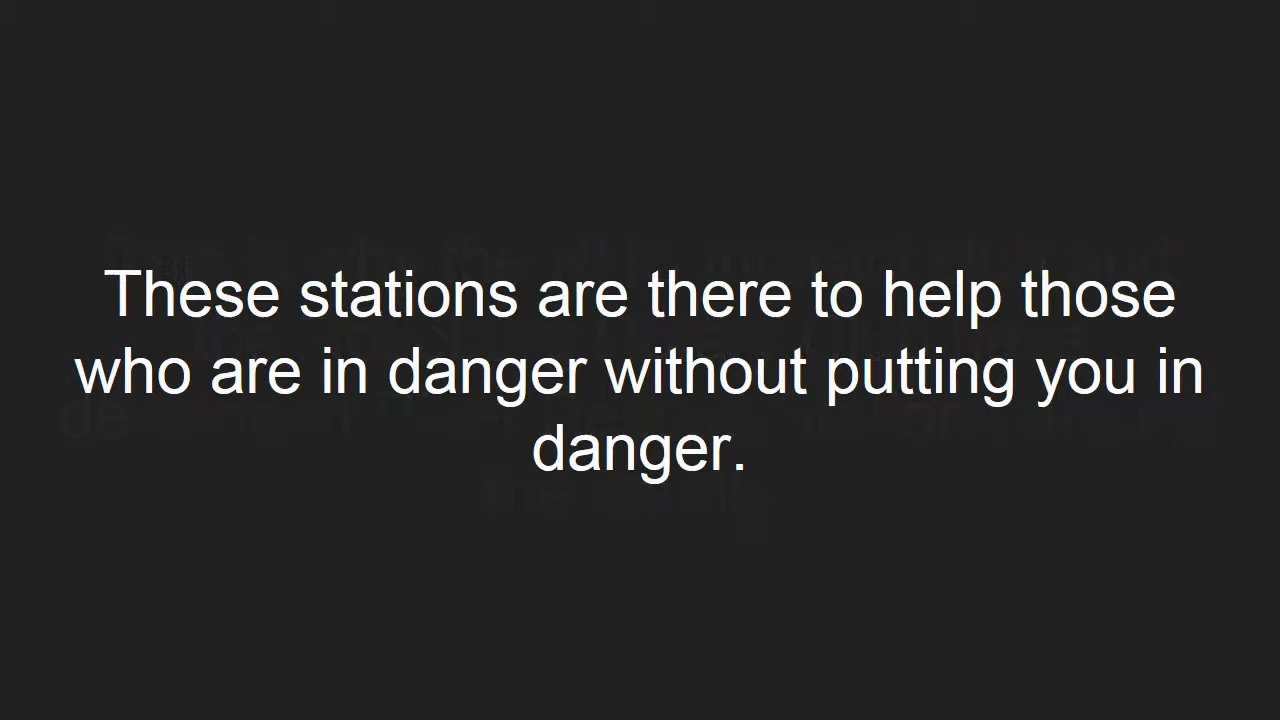 These stations are there to help those
who are in danger without putting you in
danger.